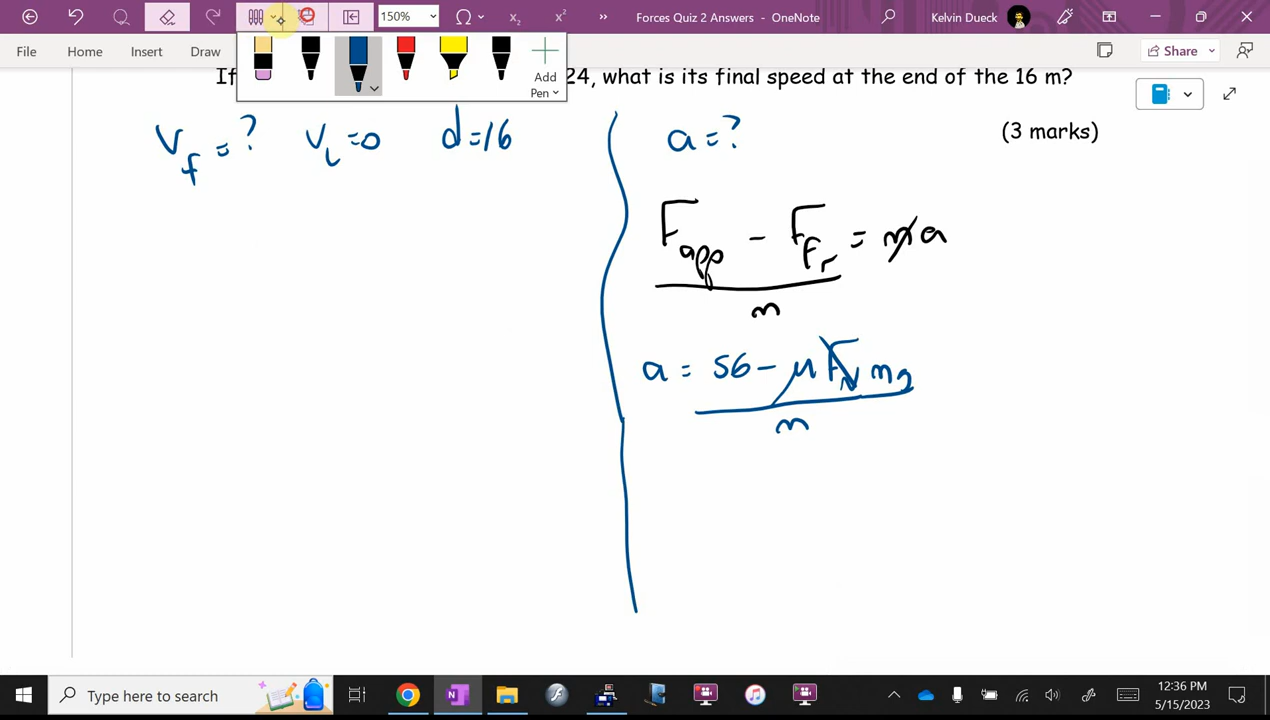 150%
Forces Quiz 2 Answers - OneNote
Kelvin Dueck
File
Home
Insert
Draw
Share
Add
Pen
If
24, what is its final speed at the end of the 16 m?
(3 marks)
Vf = ? Vi = 0 d = 16
a = ?
Fapp - FFr = ma
m
a = 56 - μ FN mg
m
Type here to search
12:36 PM
5/15/2023